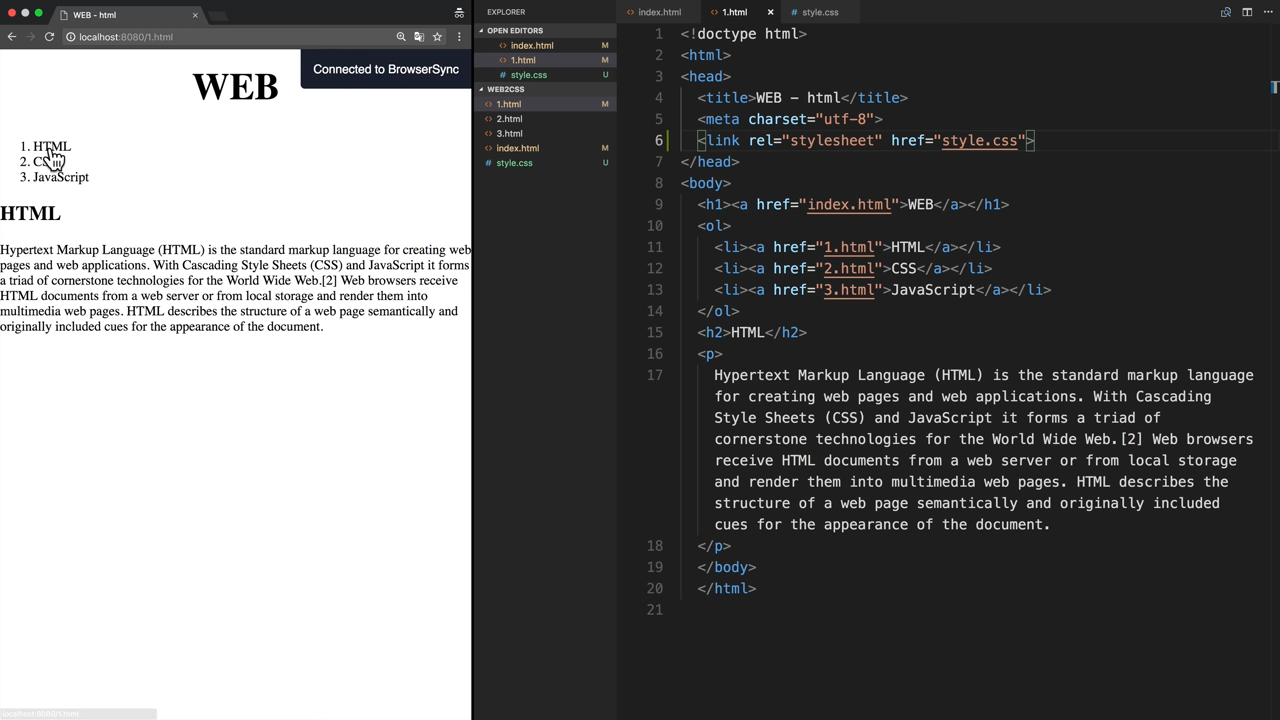 WEB - html
localhost:8080/1.html
WEB
Connected to BrowserSync
1. HTML
2. CSS
3. JavaScript
HTML
Hypertext Markup Language (HTML) is the standard markup language for creating web
pages and web applications. With Cascading Style Sheets (CSS) and JavaScript it forms
a triad of cornerstone technologies for the World Wide Web.[2] Web browsers receive
HTML documents from a web server or from local storage and render them into
multimedia web pages. HTML describes the structure of a web page semantically and
originally included cues for the appearance of the document.
localhost:8080/1.html
EXPLORER
OPEN EDITORS
index.html M
1.html M
style.css U
WEB2CSS
1.html M
2.html
3.html
index.html M
style.css U
index.html 1.html style.css
1 <!doctype html>
2 <html>
3 <head>
4 <title>WEB - html</title>
5 <meta charset="utf-8">
6 <link rel="stylesheet" href="style.css">
7 </head>
8 <body>
9 <h1><a href="index.html">WEB</a></h1>
10 <ol>
11 <li><a href="1.html">HTML</a></li>
12 <li><a href="2.html">CSS</a></li>
13 <li><a href="3.html">JavaScript</a></li>
14 </ol>
15 <h2>HTML</h2>
16 <p>
17 Hypertext Markup Language (HTML) is the standard markup language
for creating web pages and web applications. With Cascading
Style Sheets (CSS) and JavaScript it forms a triad of
cornerstone technologies for the World Wide Web.[2] Web browsers
receive HTML documents from a web server or from local storage
and render them into multimedia web pages. HTML describes the
structure of a web page semantically and originally included
cues for the appearance of the document.
18 </p>
19 </body>
20 </html>
21